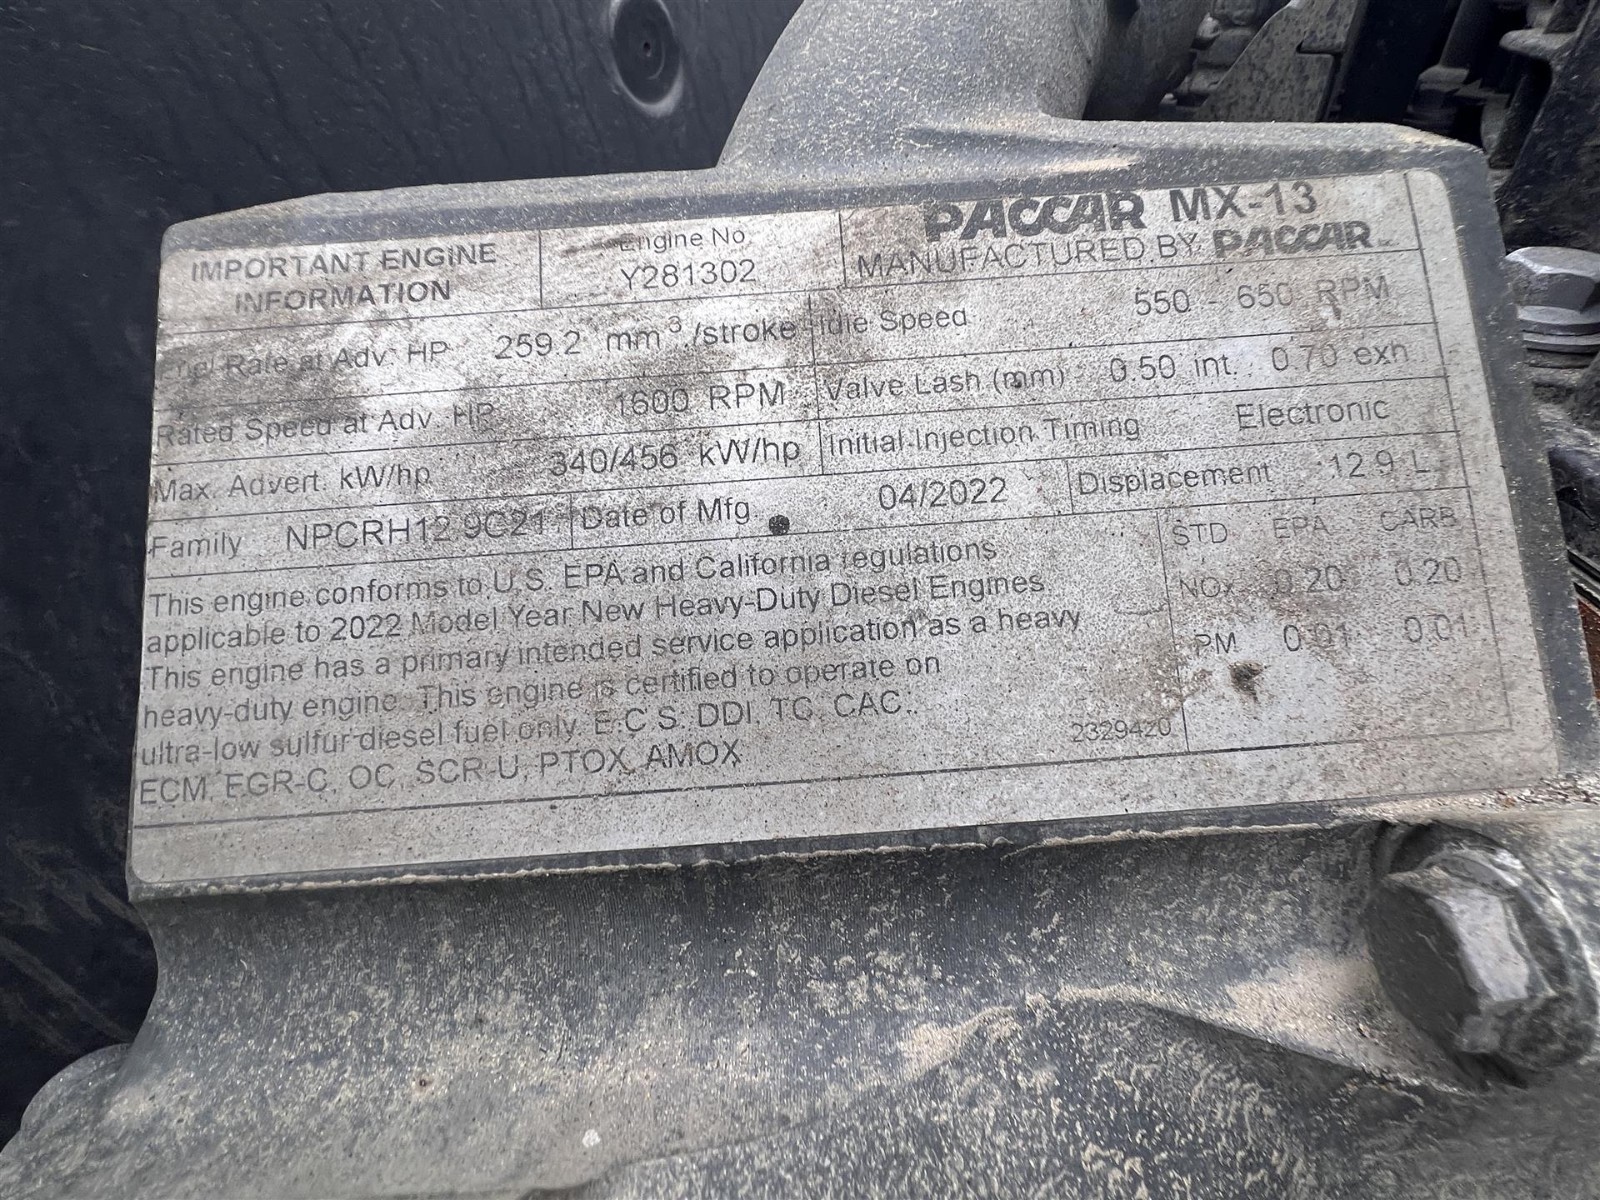 IMPORTANT ENGINE
INFORMATION
Engine No
Y281302
PACCAR MX-13
MANUFACTURED BY PACCAR
Fuel Rate at Adv. HP 259.2 mm³/stroke
Idle Speed 550 - 650 RPM
Rated Speed at Adv. HP 1600 RPM
Valve Lash (mm) 0.50 int. 0.70 exh
Max. Advert. kW/hp 340/456 kW/hp
Initial Injection Timing Electronic
Family NPCRH12.9C21
Date of Mfg. 04/2022
Displacement 12.9 L
This engine conforms to U.S. EPA and California regulations
applicable to 2022 Model Year New Heavy-Duty Diesel Engines
This engine has a primary intended service application as a heavy
heavy-duty engine. This engine is certified to operate on
ultra-low sulfur diesel fuel only. E.C.S. DDI, TC, CAC,
ECM, EGR-C, OC, SCR-U, PTOX, AMOX
2329420
STD EPA CARB
NOx 0.20 0.20
PM 0.01 0.01